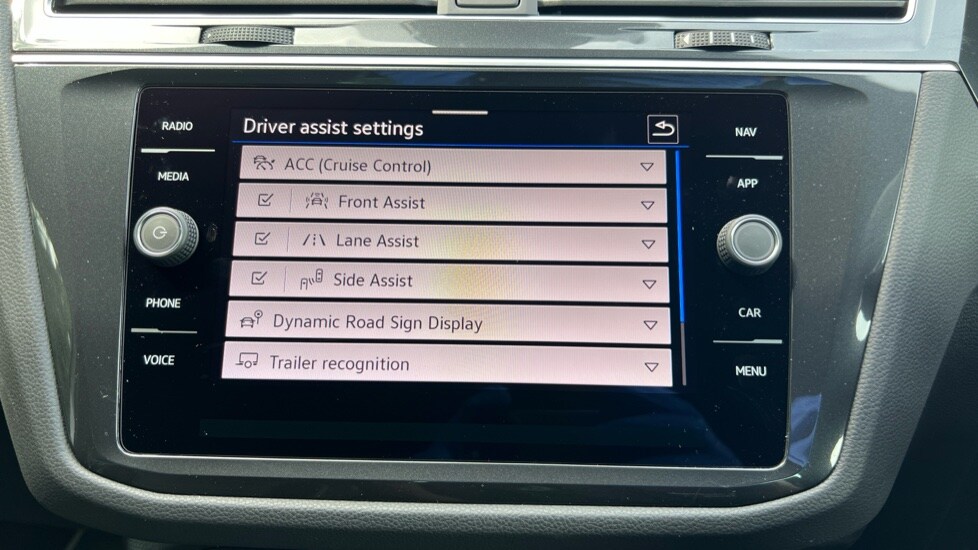 RADIO
MEDIA
PHONE
VOICE
Driver assist settings
ACC (Cruise Control)
Front Assist
Lane Assist
Side Assist
Dynamic Road Sign Display
Trailer recognition
NAV
APP
CAR
MENU